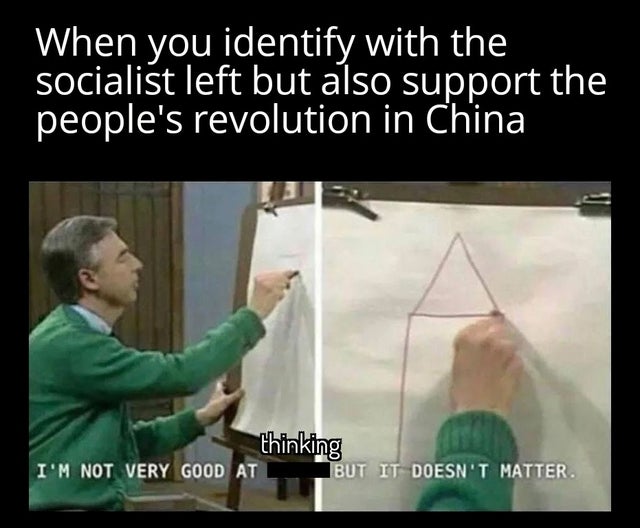 When you identify with the
socialist left but also support the
people's revolution in China
thinking
I'M NOT VERY GOOD AT BUT IT DOESN'T MATTER.